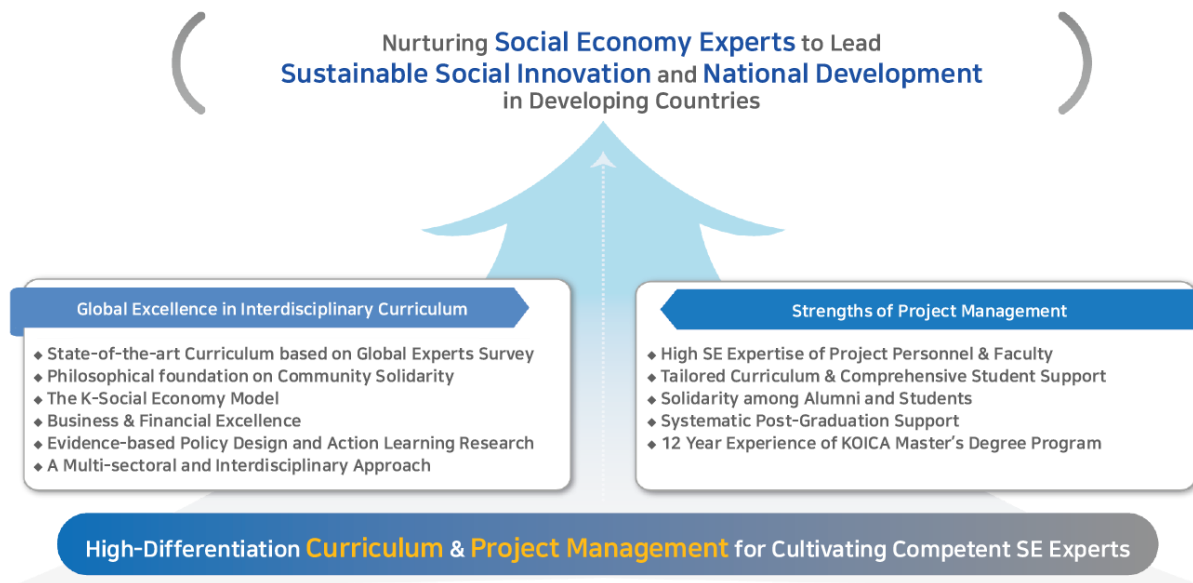 Nurturing Social Economy Experts to Lead
Sustainable Social Innovation and National Development
in Developing Countries
Global Excellence in Interdisciplinary Curriculum
◆ State-of-the-art Curriculum based on Global Experts Survey
◆ Philosophical foundation on Community Solidarity
◆ The K-Social Economy Model
◆ Business & Financial Excellence
◆ Evidence-based Policy Design and Action Learning Research
◆ A Multi-sectoral and Interdisciplinary Approach
Strengths of Project Management
◆ High SE Expertise of Project Personnel & Faculty
◆ Tailored Curriculum & Comprehensive Student Support
◆ Solidarity among Alumni and Students
◆ Systematic Post-Graduation Support
◆ 12 Year Experience of KOICA Master's Degree Program
High-Differentiation Curriculum & Project Management for Cultivating Competent SE Experts